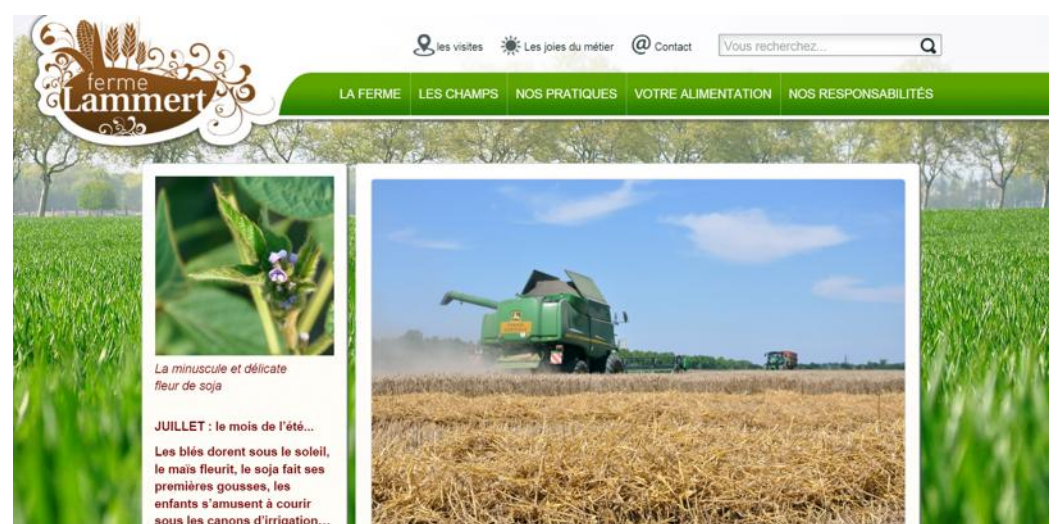 ferme
Lammert
les visites
Les joies du métier
@ Contact
Vous recherchez...
LA FERME
LES CHAMPS
NOS PRATIQUES
VOTRE ALIMENTATION
NOS RESPONSABILITÉS
La minuscule et délicate
fleur de soja
JUILLET : le mois de l'été...
Les blés dorent sous le soleil,
le maïs fleurit, le soja fait ses
premières gousses, les
enfants s'amusent à courir
sous les canons d'irrigation...